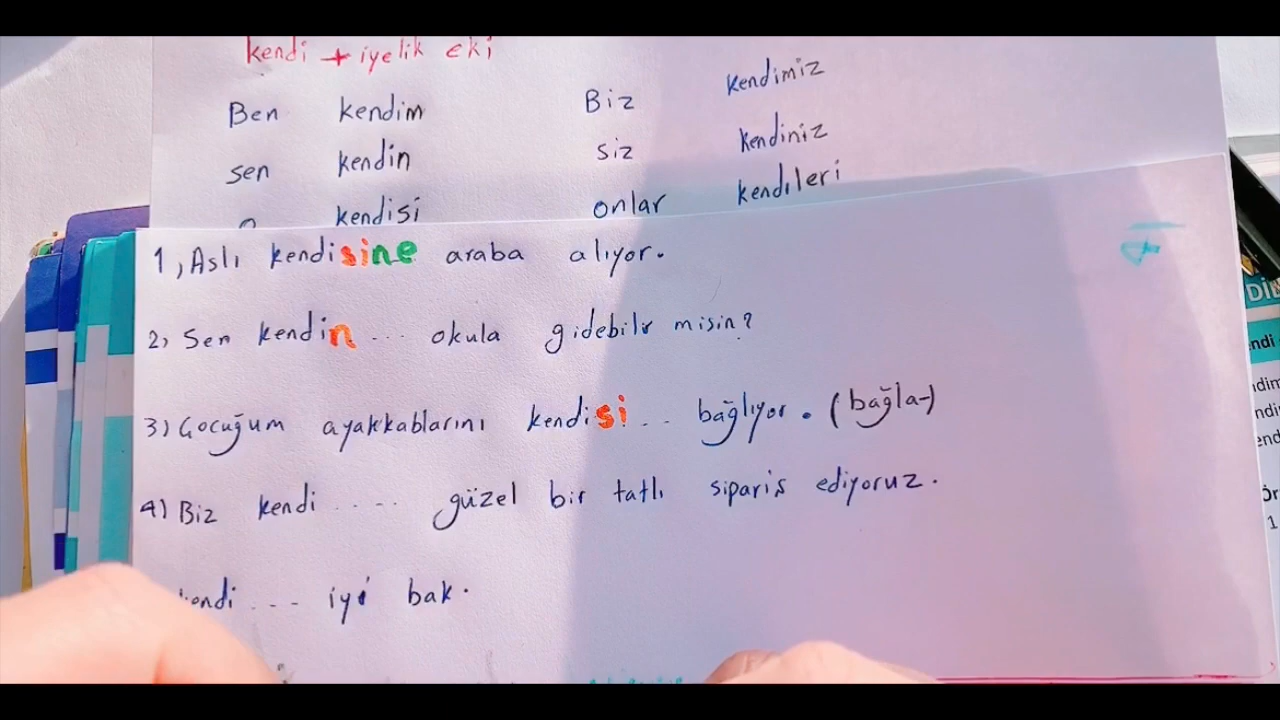 kendi + iyelik eki
Ben kendim Biz kendimiz
sen kendin siz kendiniz
kendisi onlar kendileri
1, Aslı kendisine araba alıyor.
2, Sen kendin ... okula gidebilir misin?
3) Çocuğum ayakkablarını kendisi .. bağlıyor. (bağla-)
4) Biz kendi .... güzel bir tatlı sipariş ediyoruz.
kendi ... iyi bak.